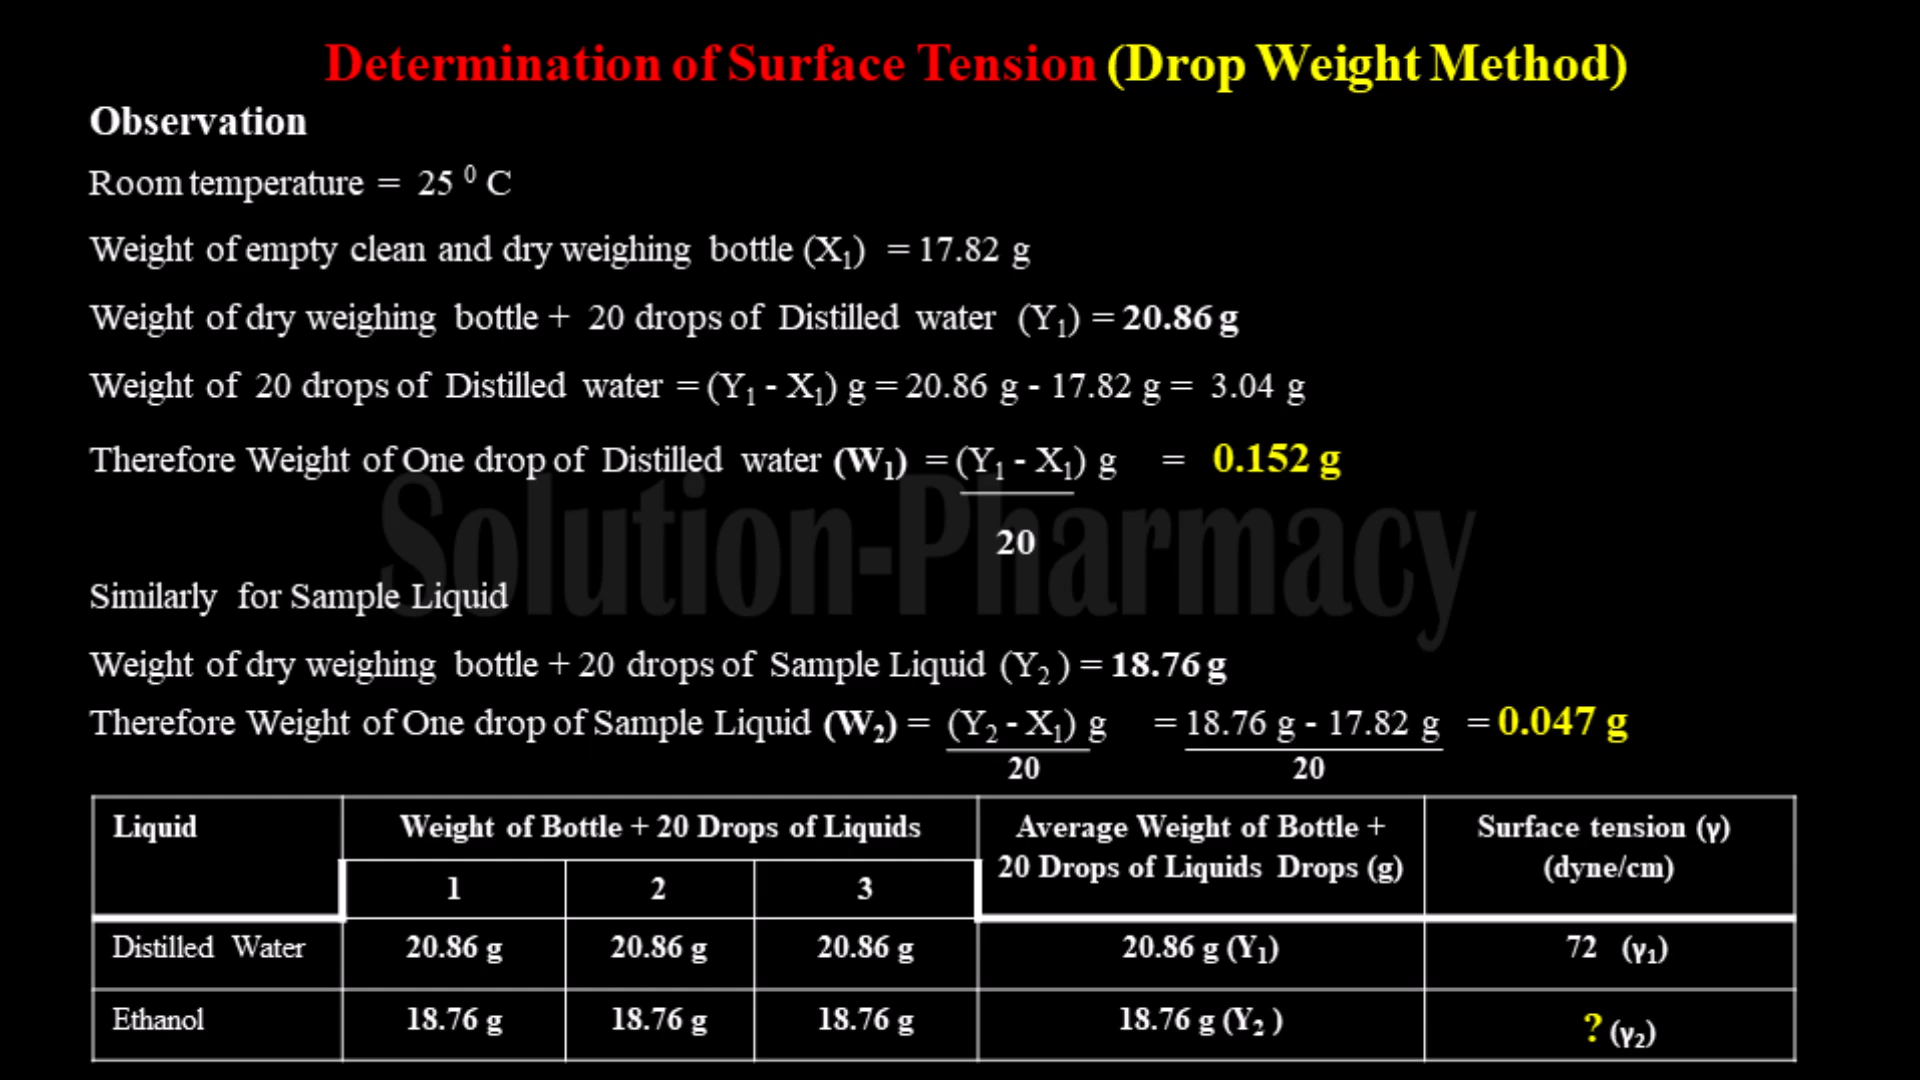 Determination of Surface Tension (Drop Weight Method)
Observation
Room temperature = 25 ⁰ C
Weight of empty clean and dry weighing bottle (X₁) = 17.82 g
Weight of dry weighing bottle + 20 drops of Distilled water (Y₁) = 20.86 g
Weight of 20 drops of Distilled water = (Y₁ - X₁) g = 20.86 g - 17.82 g = 3.04 g
Therefore Weight of One drop of Distilled water (W₁) = (Y₁ - X₁) g = 0.152 g
20
Solution-Pharmacy
Similarly for Sample Liquid
Weight of dry weighing bottle + 20 drops of Sample Liquid (Y₂ ) = 18.76 g
Therefore Weight of One drop of Sample Liquid (W₂) = (Y₂ - X₁) g = 18.76 g - 17.82 g = 0.047 g
20 20
Liquid Weight of Bottle + 20 Drops of Liquids Average Weight of Bottle + Surface tension (γ)
20 Drops of Liquids Drops (g) (dyne/cm)
1 2 3
Distilled Water 20.86 g 20.86 g 20.86 g 20.86 g (Y₁) 72 (γ₁)
Ethanol 18.76 g 18.76 g 18.76 g 18.76 g (Y₂ ) ? (γ₂)